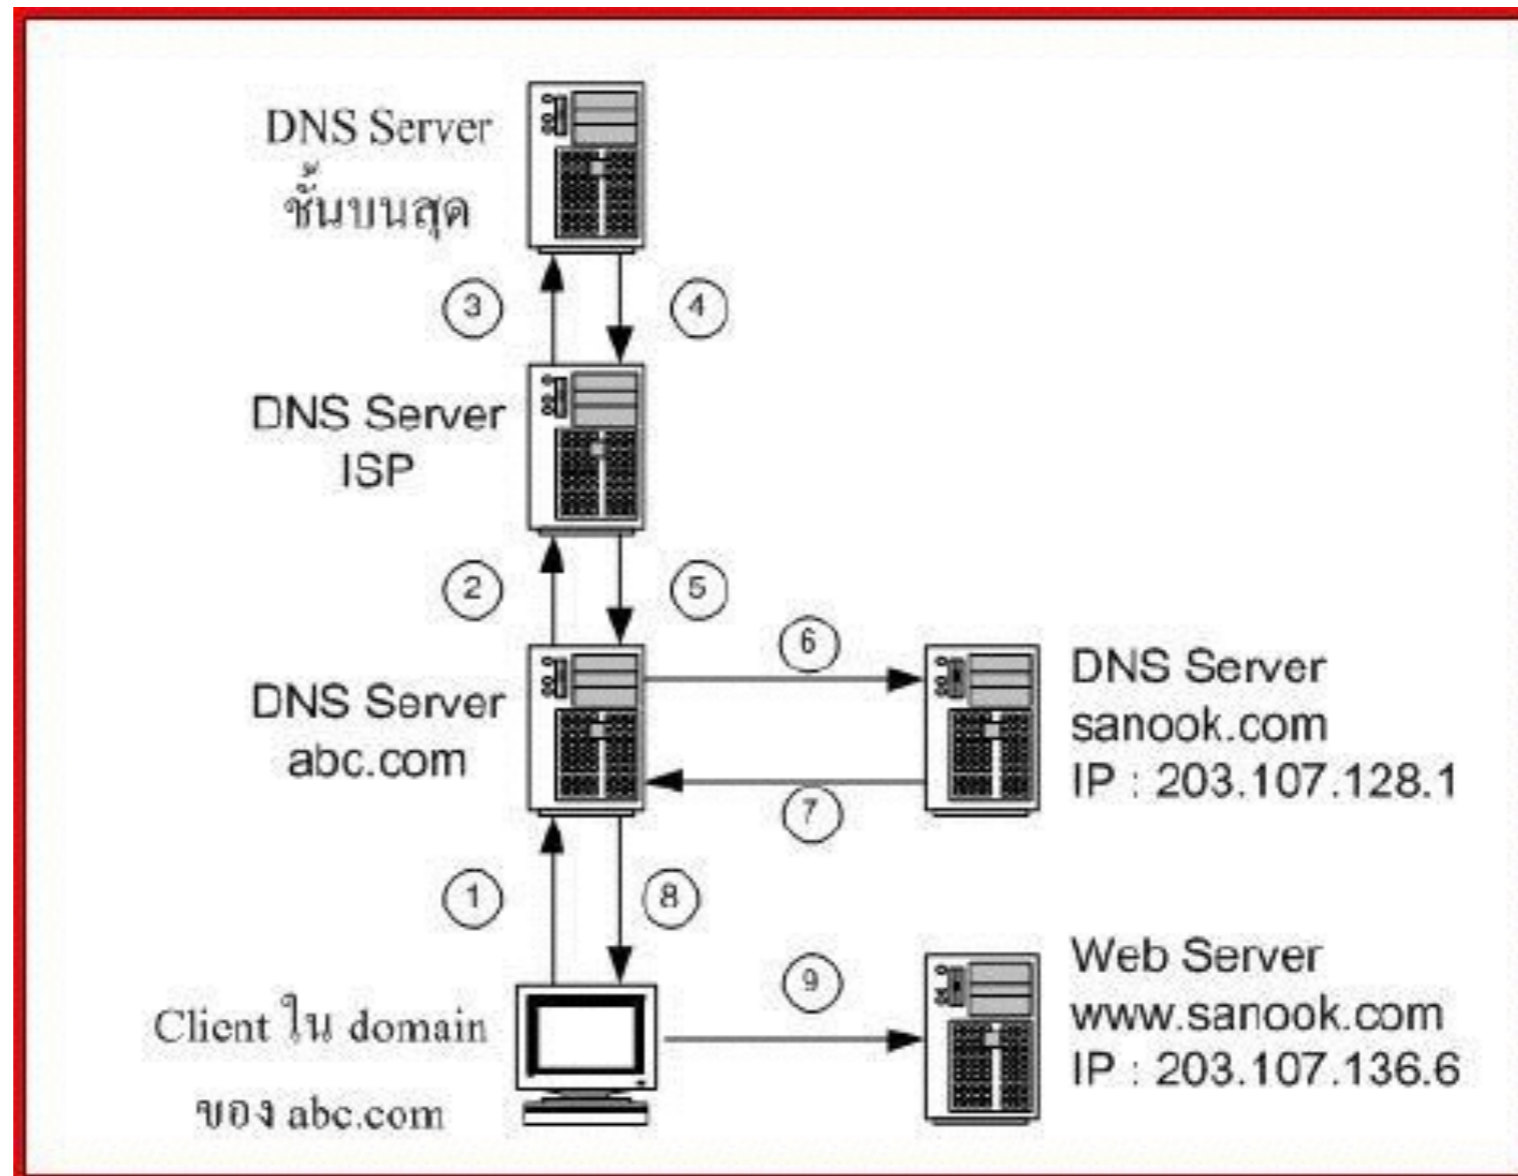 DNS Server
ชั้นบนสุด
3
4
DNS Server
ISP
2
5
6
DNS Server
abc.com
DNS Server
sanook.com
IP : 203.107.128.1
7
1
8
9
Client ใน domain
ของ abc.com
Web Server
www.sanook.com
IP : 203.107.136.6